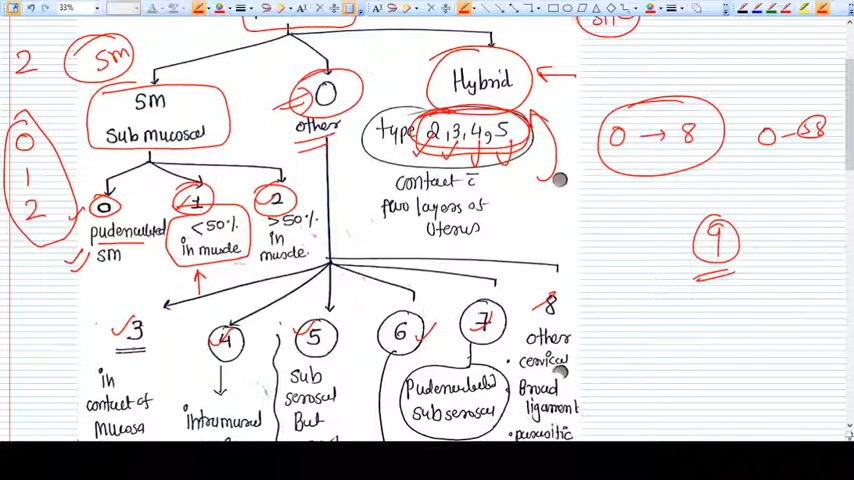 33%
2
SM
SM
Sub mucosal
0
other
Hybrid
type 2,3,4,5
contact c̄
two layers of
Uterus
0 → 8
0 - 8
9
0
1
2
0
pudenculated
SM
1
<50%
in muscle
2
>50%
in
muscle
3
in
contact of
Mucosa
4
intramural
5
Sub
serosal
But
6
7
Pudenculated
sub serosal
8
other
• cervical
• Broad
ligament
• parasitic